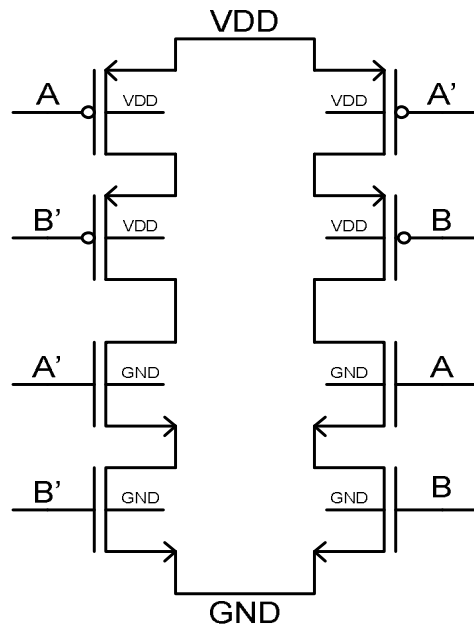 VDD
A VDD VDD A’
B’ VDD VDD B
A’ GND GND A
B’ GND GND B
GND